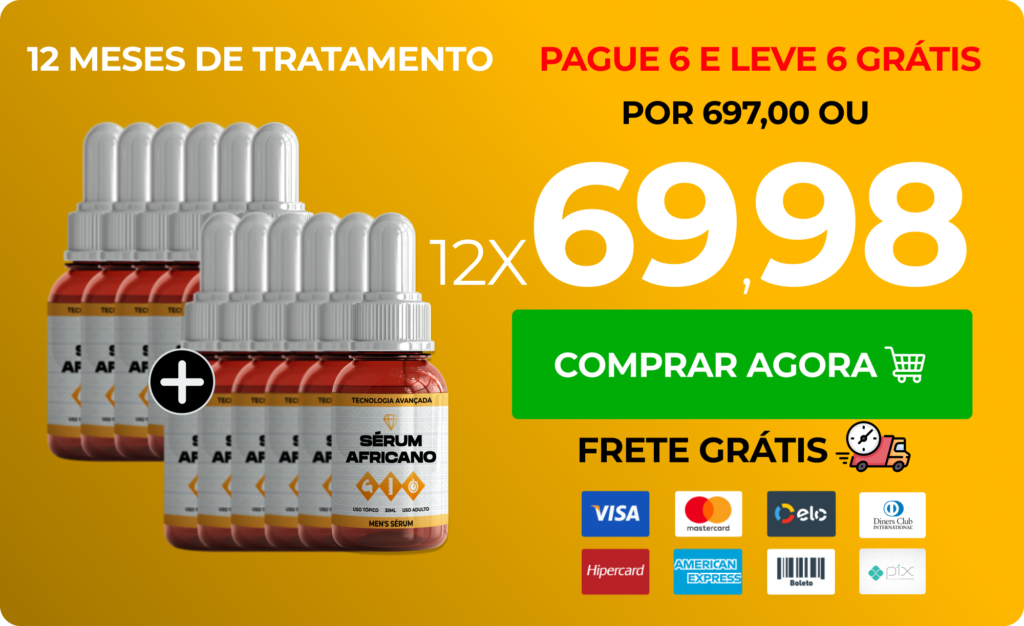 12 MESES DE TRATAMENTO
PAGUE 6 E LEVE 6 GRÁTIS
POR 697,00 OU
12X 69,98
COMPRAR AGORA
FRETE GRÁTIS
TECNOLOGIA AVANÇADA
SÉRUM
AFRICANO
USO TÓPICO 30ML USO ADULTO
MEN'S SÉRUM
VISA
mastercard
elo
Diners Club
INTERNATIONAL
Hipercard
AMERICAN
EXPRESS
Boleto
pix